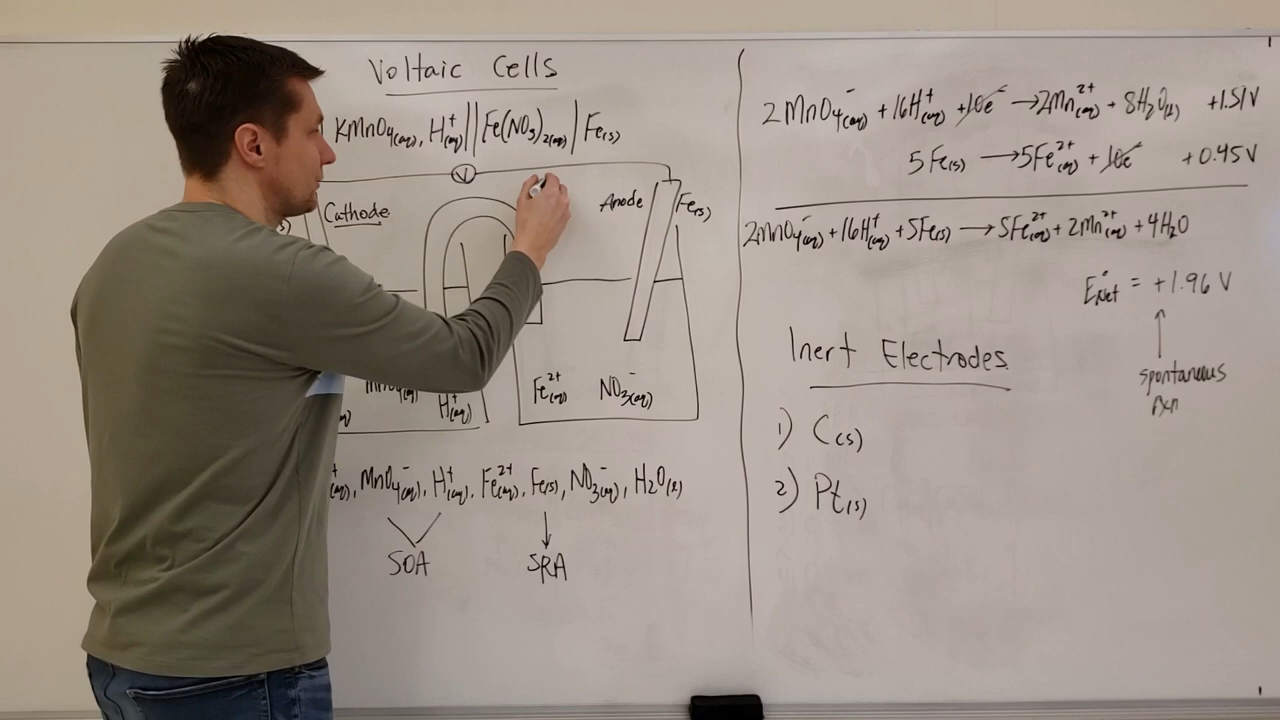 Voltaic Cells
KMnO₄(aq), H⁺(aq) || Fe(NO₃)₂(aq) | Fe(s)
V
Cathode
Anode
Fe(s)
s)
MnO₄⁻(aq)
H⁺(aq)
Fe²⁺(aq) NO₃⁻(aq)
⁺(aq), MnO₄⁻(aq), H⁺(aq), Fe²⁺(aq), Fe(s), NO₃⁻(aq), H₂O(l)
SOA
SRA
2MnO₄⁻(aq) + 16H⁺(aq) + 10e⁻ → 2Mn²⁺(aq) + 8H₂O(l) +1.51V
5Fe(s) → 5Fe²⁺(aq) + 10e⁻ +0.45V
2MnO₄⁻(aq) + 16H⁺(aq) + 5Fe(s) → 5Fe²⁺(aq) + 2Mn²⁺(aq) + 4H₂O
E°net = +1.96 V
spontaneous
rxn
Inert Electrodes
1) C(s)
2) Pt(s)